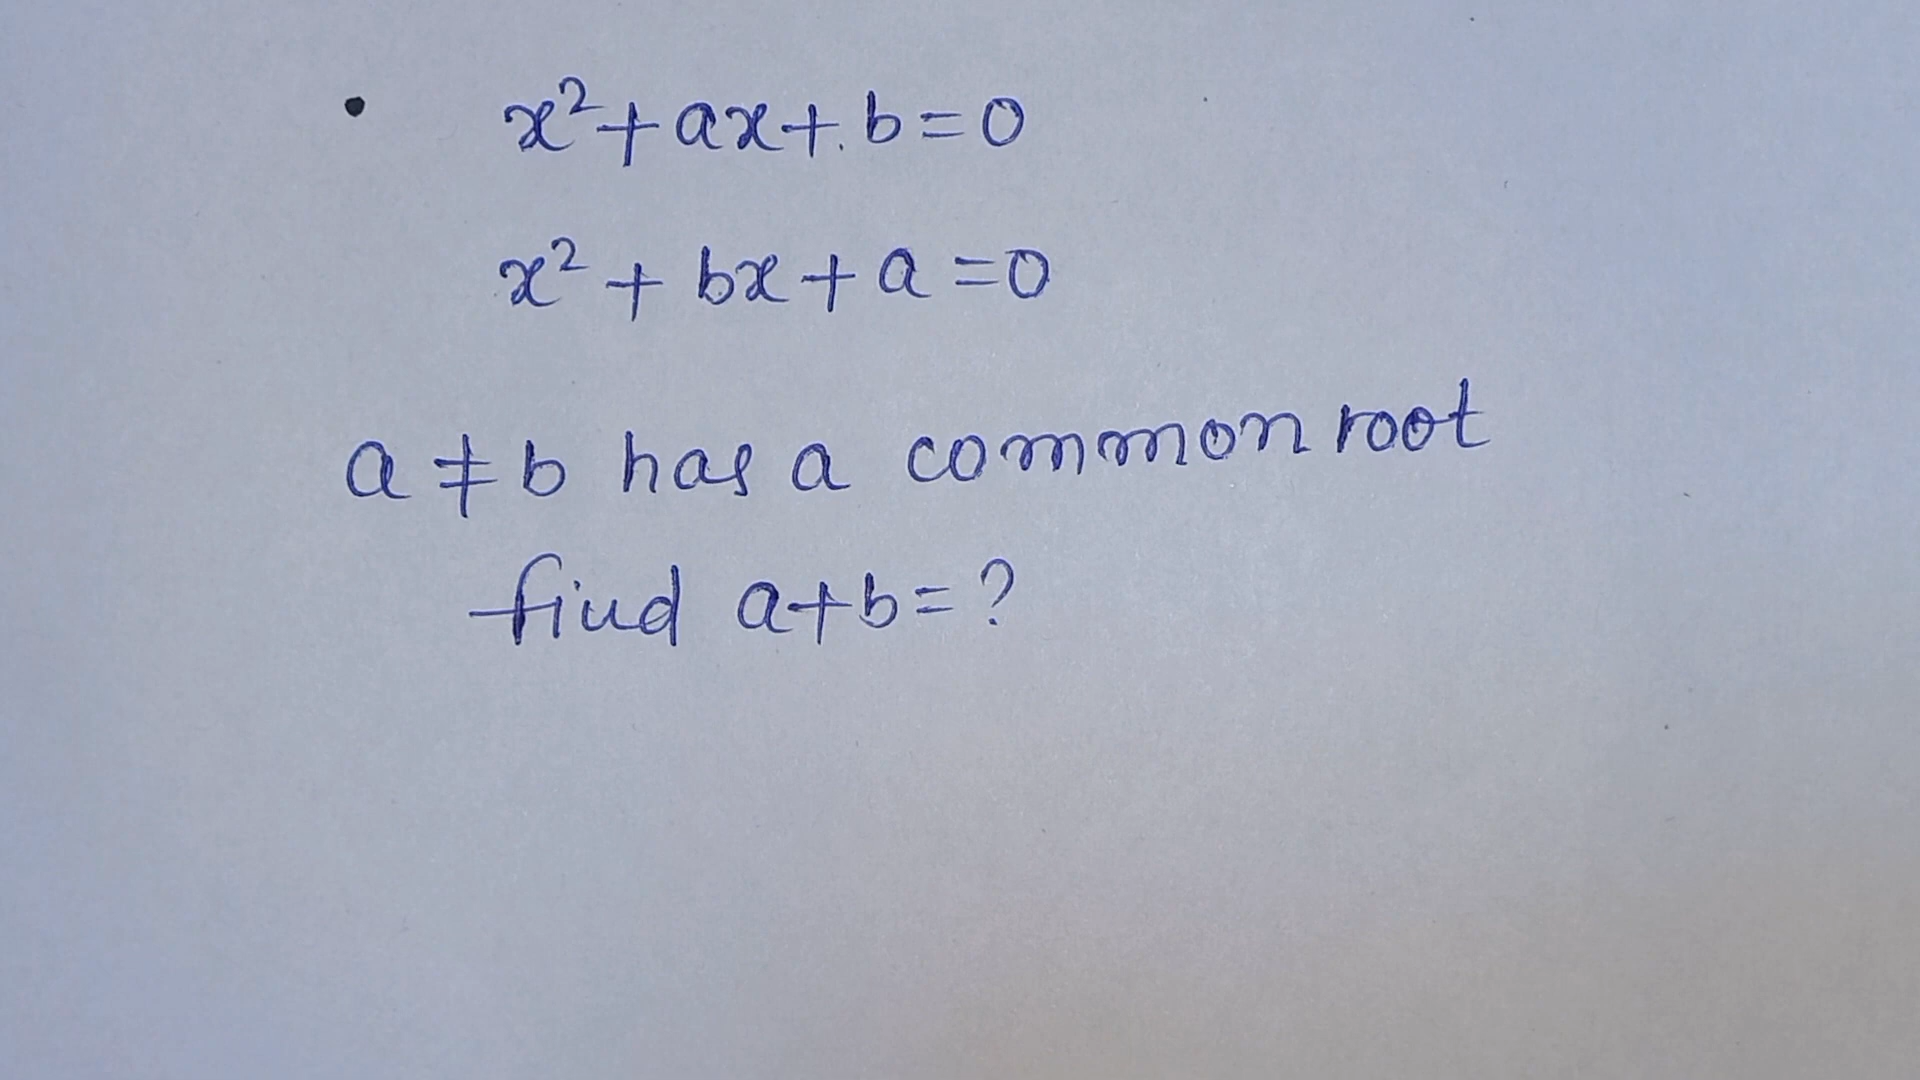 • x²+ax+b=0
x²+bx+a=0
a≠b has a common root
find a+b=?